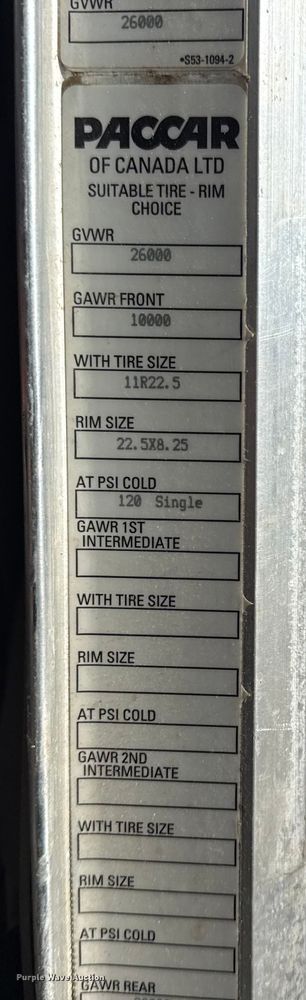 GVWR
26000
•S53-1094-2
PACCAR
OF CANADA LTD
SUITABLE TIRE - RIM
CHOICE
GVWR
26000
GAWR FRONT
10000
WITH TIRE SIZE
11R22.5
RIM SIZE
22.5X8.25
AT PSI COLD
120 Single
GAWR 1ST
INTERMEDIATE
WITH TIRE SIZE
RIM SIZE
AT PSI COLD
GAWR 2ND
INTERMEDIATE
WITH TIRE SIZE
RIM SIZE
AT PSI COLD
Purple Wave Auction
GAWR REAR